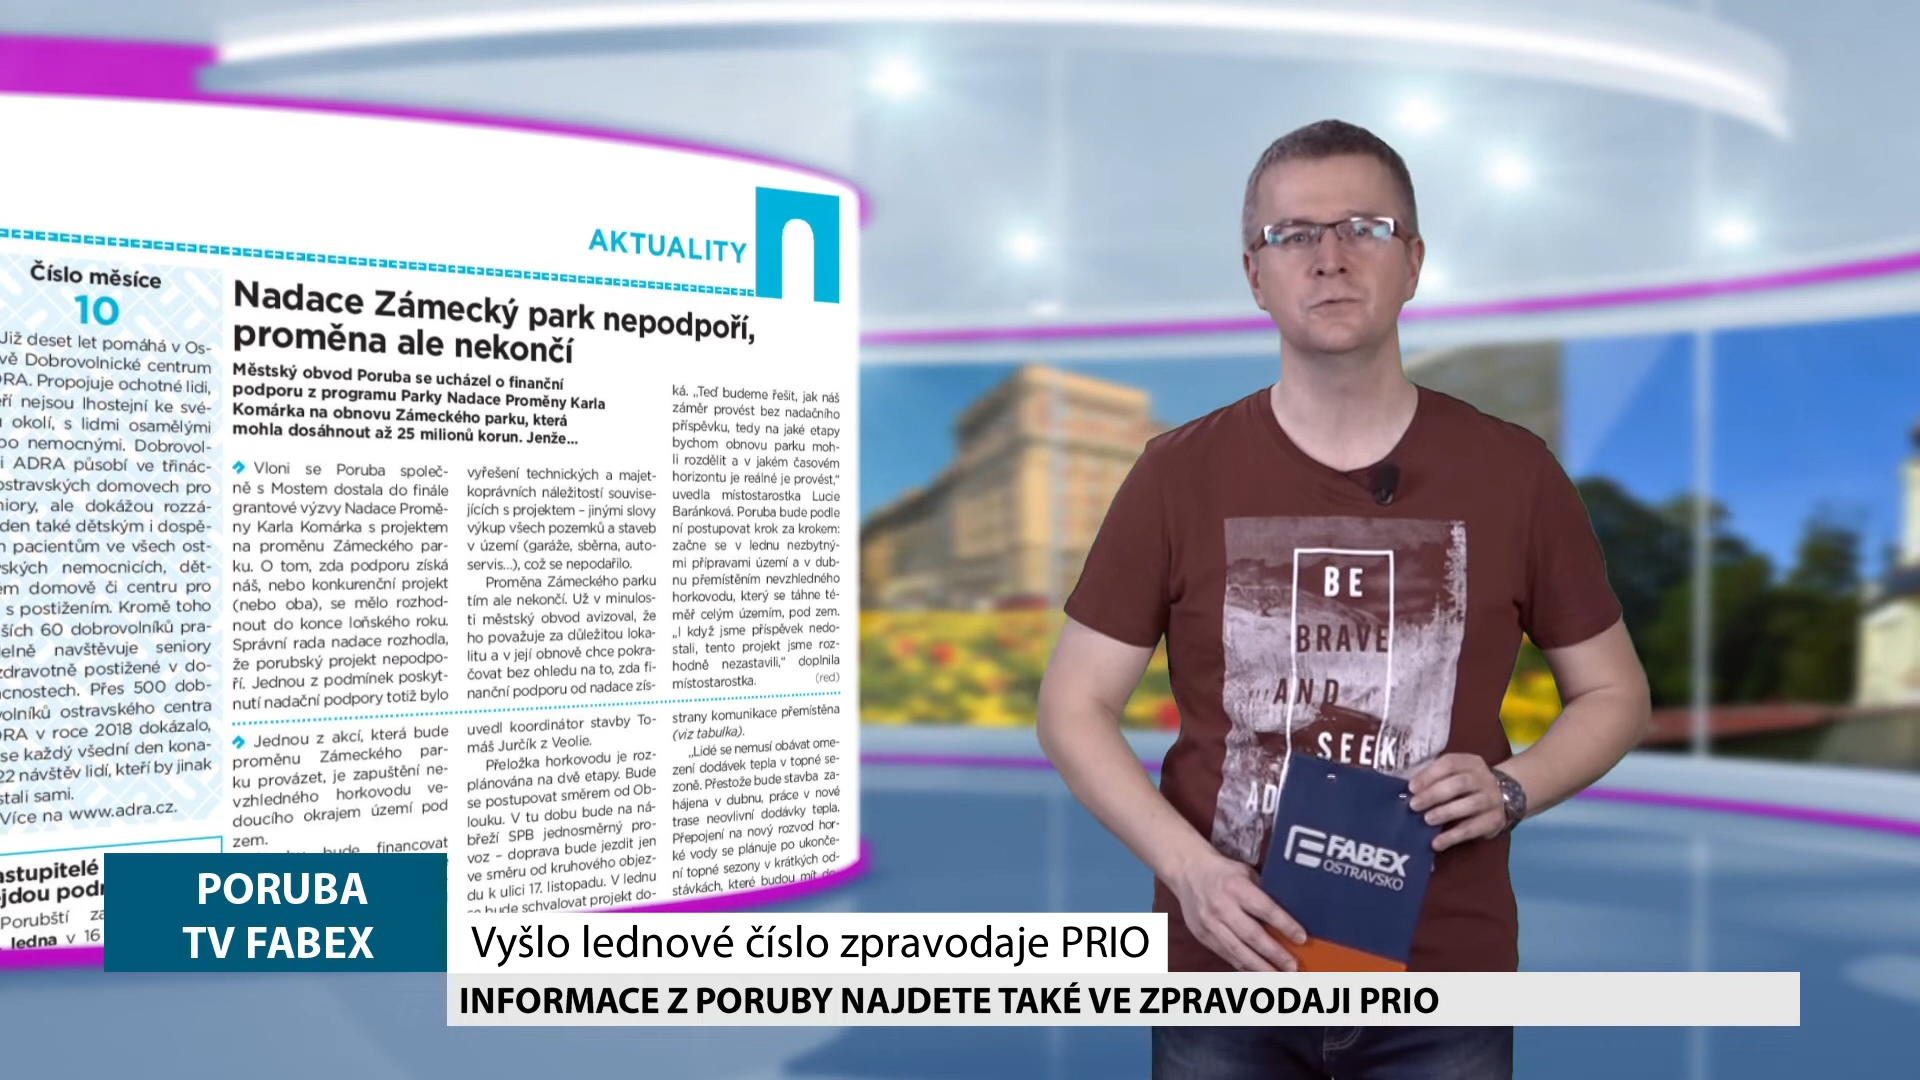 AKTUALITY
Číslo měsíce
10
Již deset let pomáhá v Os-
vě Dobrovolnické centrum
RA. Propojuje ochotné lidi,
ří nejsou lhostejní ke své-
okolí, s lidmi osamělými
bo nemocnými. Dobrovol-
i ADRA působí ve třinác-
ostravských domovech pro
niory, ale dokážou rozzá-
den také dětským i dospě-
m pacientům ve všech ost-
vských nemocnicích, dět-
ém domově či centru pro
s postižením. Kromě toho
ších 60 dobrovolníků pra-
delně navštěvuje seniory
zdravotně postižené v do-
ácnostech. Přes 500 dob-
volníků ostravského centra
RA v roce 2018 dokázalo,
se každý všední den kona-
22 návštěv lidí, kteří by jinak
stali sami.
Více na www.adra.cz.
astupitelé
ejdou podr
Porubští za
ledna v 16
Nadace Zámecký park nepodpoří,
proměna ale nekončí
Městský obvod Poruba se ucházel o finanční
podporu z programu Parky Nadace Proměny Karla
Komárka na obnovu Zámeckého parku, která
mohla dosáhnout až 25 milionů korun. Jenže...
Vloni se Poruba společ-
ně s Mostem dostala do finále
grantové výzvy Nadace Promě-
ny Karla Komárka s projektem
na proměnu Zámeckého par-
ku. O tom, zda podporu získá
náš, nebo konkurenční projekt
(nebo oba), se mělo rozhod-
nout do konce loňského roku.
Správní rada nadace rozhodla,
že porubský projekt nepodpo-
ří. Jednou z podmínek poskyt-
nutí nadační podpory totiž bylo
vyřešení technických a majet-
koprávních náležitostí souvise-
jících s projektem – jinými slovy
výkup všech pozemků a staveb
v území (garáže, sběrna, auto-
servis...), což se nepodařilo.
Proměna Zámeckého parku
tím ale nekončí. Už v minulos-
ti městský obvod avizoval, že
ho považuje za důležitou loka-
litu a v její obnově chce pokra-
čovat bez ohledu na to, zda fi-
nanční podporu od nadace zís-
ká. „Teď budeme řešit, jak náš
záměr provést bez nadačního
příspěvku, tedy na jaké etapy
bychom obnovu parku moh-
li rozdělit a v jakém časovém
horizontu je reálné je provést,“
uvedla místostarostka Lucie
Baránková. Poruba bude podle
ní postupovat krok za krokem:
začne se v lednu nezbytný-
mi přípravami území a v dub-
nu přemístěním nevzhledného
horkovodu, který se táhne té-
měř celým územím, pod zem.
„I když jsme příspěvek nedo-
stali, tento projekt jsme roz-
hodně nezastavili,“ doplnila
místostarostka. (red)
Jednou z akcí, která bude
proměnu Zámeckého par-
ku provázet, je zapuštění ne-
vzhledného horkovodu ve-
doucího okrajem území pod
zem.
bude financovat
uvedl koordinátor stavby To-
máš Jurčík z Veolie.
Přeložka horkovodu je roz-
plánována na dvě etapy. Bude
se postupovat směrem od Ob-
louku. V tu dobu bude na ná-
břeží SPB jednosměrný pro-
voz – doprava bude jezdit jen
ve směru od kruhového objez-
du k ulici 17. listopadu. V lednu
se bude schvalovat projekt do-
strany komunikace přemístěna
(viz tabulka).
„Lidé se nemusí obávat ome-
zení dodávek tepla v topné se-
zoně. Přestože bude stavba za-
hájena v dubnu, práce v nové
trase neovlivní dodávky tepla.
Přepojení na nový rozvod hor-
ké vody se plánuje po ukonče-
ní topné sezony v krátkých od-
stávkách, které budou mít do-
BE
BRAVE
AND
SEEK
AD
FABEX
OSTRAVSKO
PORUBA
TV FABEX
Vyšlo lednové číslo zpravodaje PRIO
INFORMACE Z PORUBY NAJDETE TAKÉ VE ZPRAVODAJI PRIO